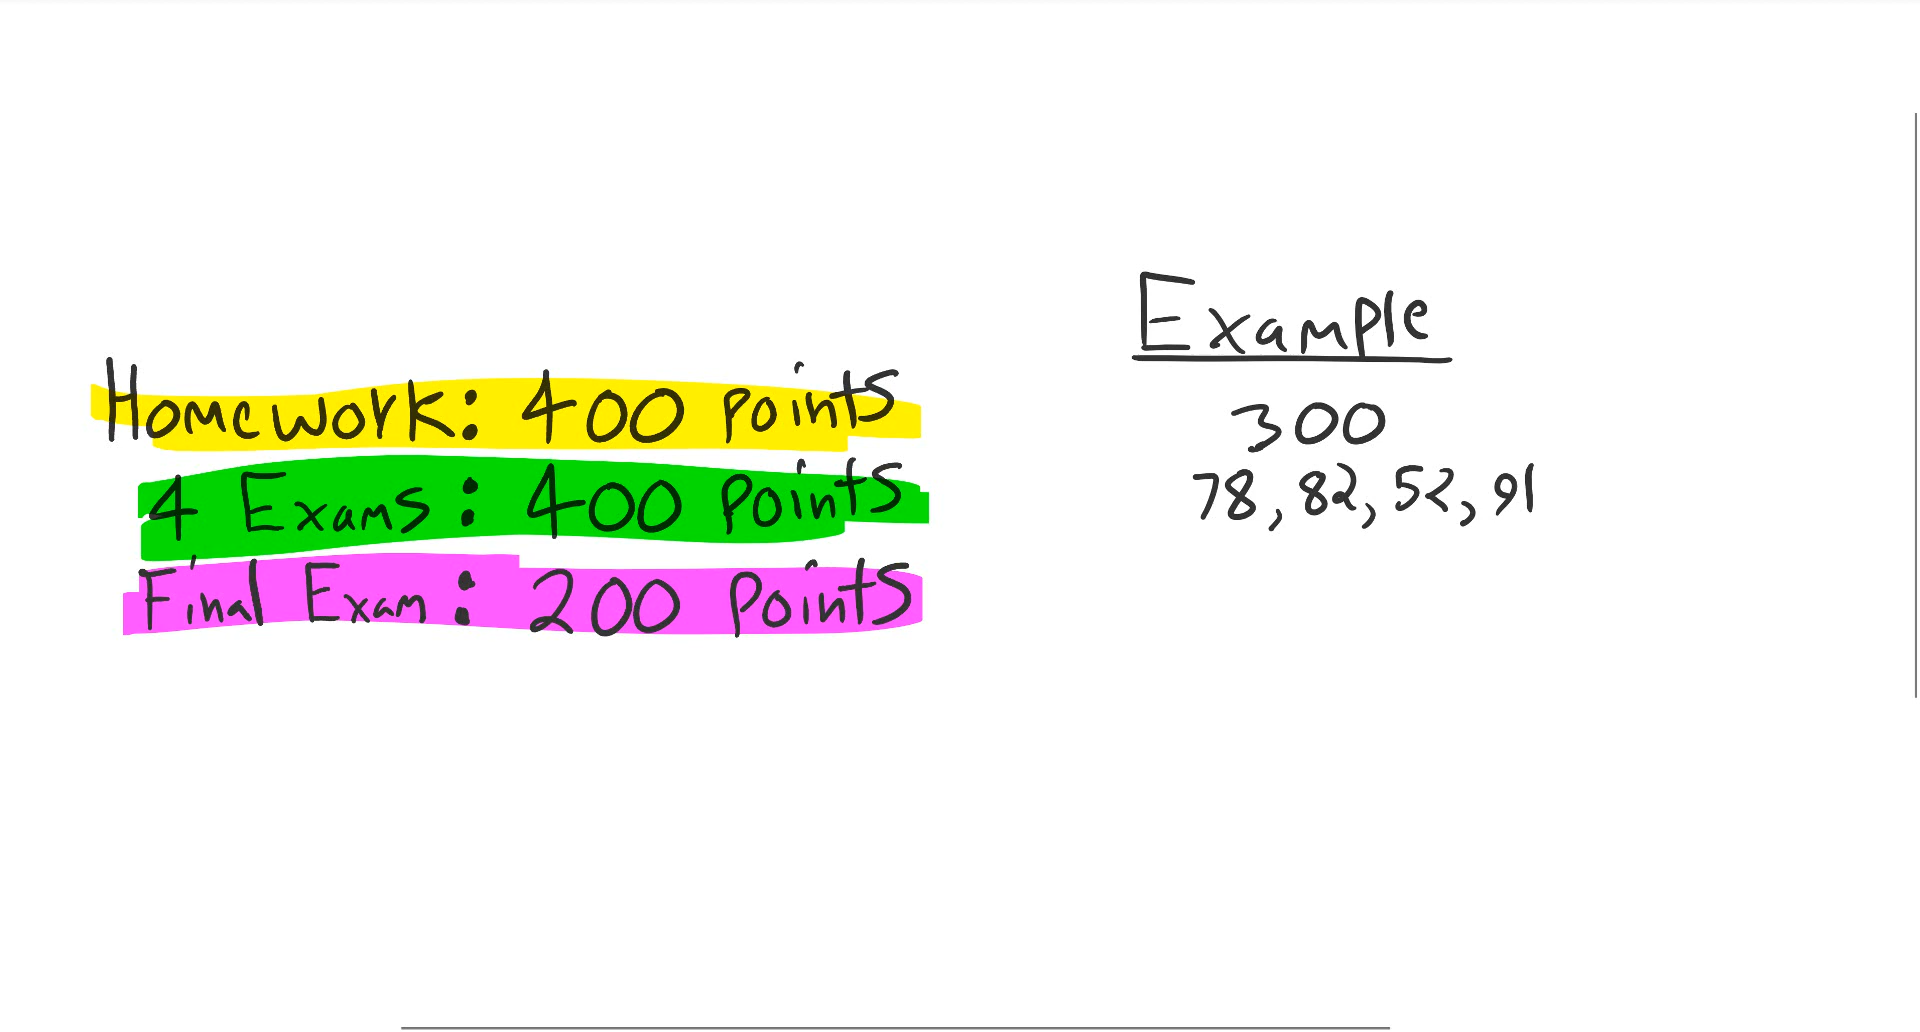 Homework: 400 points
4 Exams: 400 points
Final Exam: 200 points
Example
300
78, 82, 52, 91